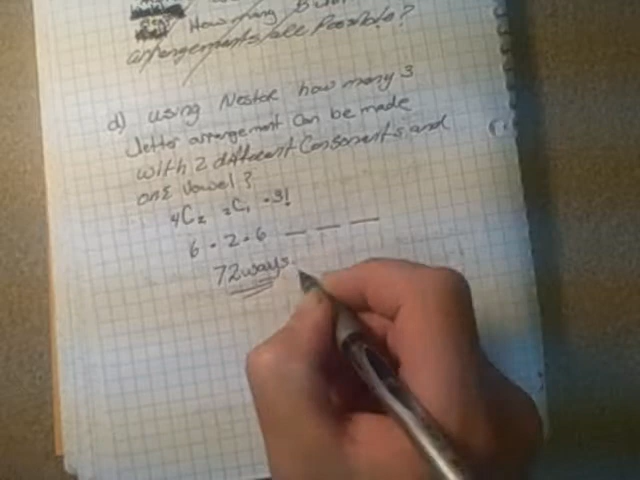 How many
arrangements are Possible?
d) using Nestor how many 3
letter arrangement can be made
with 2 different Consonents and
one vowel?
4C2 2C1 • 3!
6 • 2 • 6 _ _ _
72 ways.